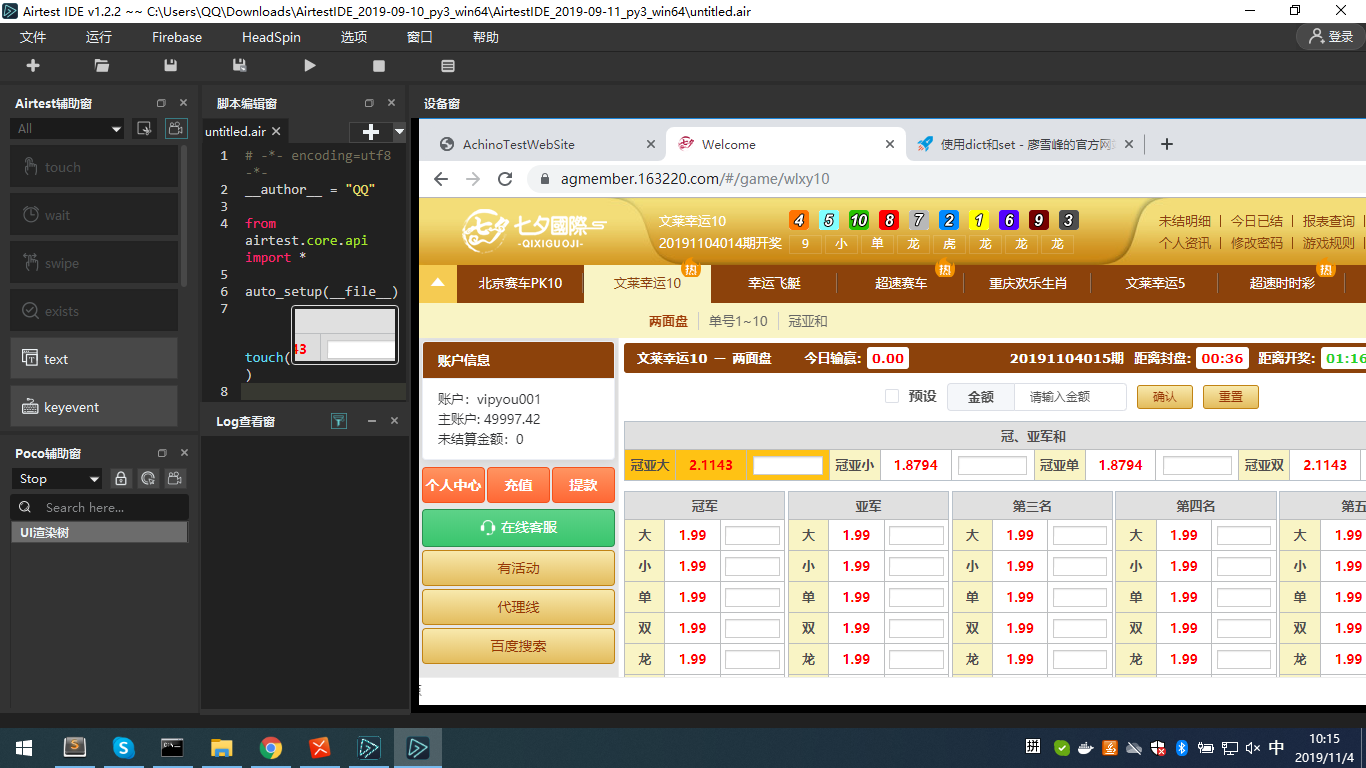 Airtest IDE v1.2.2 ~~ C:\Users\QQ\Downloads\AirtestIDE_2019-09-10_py3_win64\AirtestIDE_2019-09-11_py3_win64\untitled.air
文件 运行 Firebase HeadSpin 选项 窗口 帮助 登录
Airtest辅助窗
All
touch
wait
swipe
exists
text
keyevent
Poco辅助窗
Stop
Search here...
UI渲染树
脚本编辑窗
untitled.air
1 # -*- encoding=utf8
-*-
2 __author__ = "QQ"
3
4 from
airtest.core.api
import *
5
6 auto_setup(__file__)
7
43
touch(
)
8
Log查看窗
设备窗
AchinoTestWebSite Welcome 使用dict和set - 廖雪峰的官方网
agmember.163220.com/#/game/wlxy10
七夕國際
-QIXIGUOJI-
文莱幸运10 4 5 10 8 7 2 1 6 9 3
20191104014期开奖 9 小 单 龙 虎 龙 龙 龙
未结明细 | 今日已结 | 报表查询 |
个人资讯 | 修改密码 | 游戏规则 |
热 热 热
北京赛车PK10 文莱幸运10 幸运飞艇 超速赛车 重庆欢乐生肖 文莱幸运5 超速时时彩
两面盘 单号1~10 冠亚和
账户信息
账户：vipyou001
主账户: 49997.42
未结算金额：0
个人中心 充值 提款
在线客服
有活动
代理线
百度搜索
文莱幸运10 — 两面盘 今日输赢: 0.00 20191104015期 距离封盘: 00:36 距离开奖: 01:16
预设 金额 请输入金额 确认 重置
冠、亚军和
冠亚大 2.1143 冠亚小 1.8794 冠亚单 1.8794 冠亚双 2.1143
冠军 亚军 第三名 第四名 第五
大 1.99 大 1.99 大 1.99 大 1.99 大 1.99
小 1.99 小 1.99 小 1.99 小 1.99 小 1.99
单 1.99 单 1.99 单 1.99 单 1.99 单 1.99
双 1.99 双 1.99 双 1.99 双 1.99 双 1.99
龙 1.99 龙 1.99 龙 1.99 龙 1.99 龙 1.99
拼 中
10:15
2019/11/4